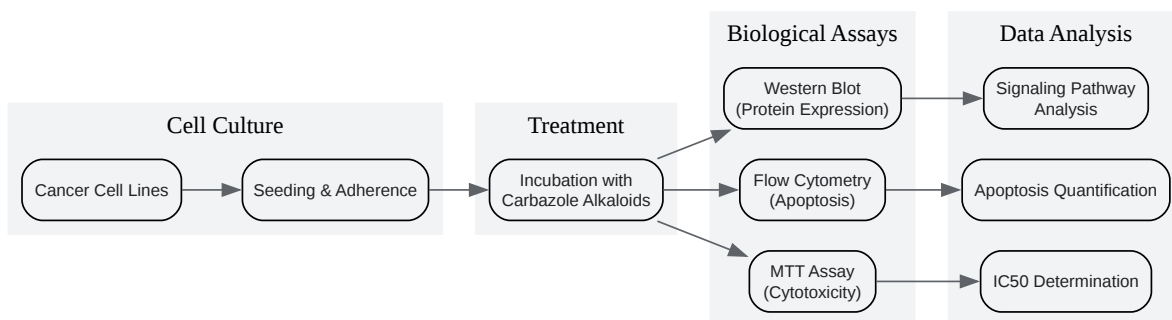 Cell Culture
Cancer Cell Lines
Seeding & Adherence
Treatment
Incubation with
Carbazole Alkaloids
Biological Assays
Western Blot
(Protein Expression)
Flow Cytometry
(Apoptosis)
MTT Assay
(Cytotoxicity)
Data Analysis
Signaling Pathway
Analysis
Apoptosis Quantification
IC50 Determination